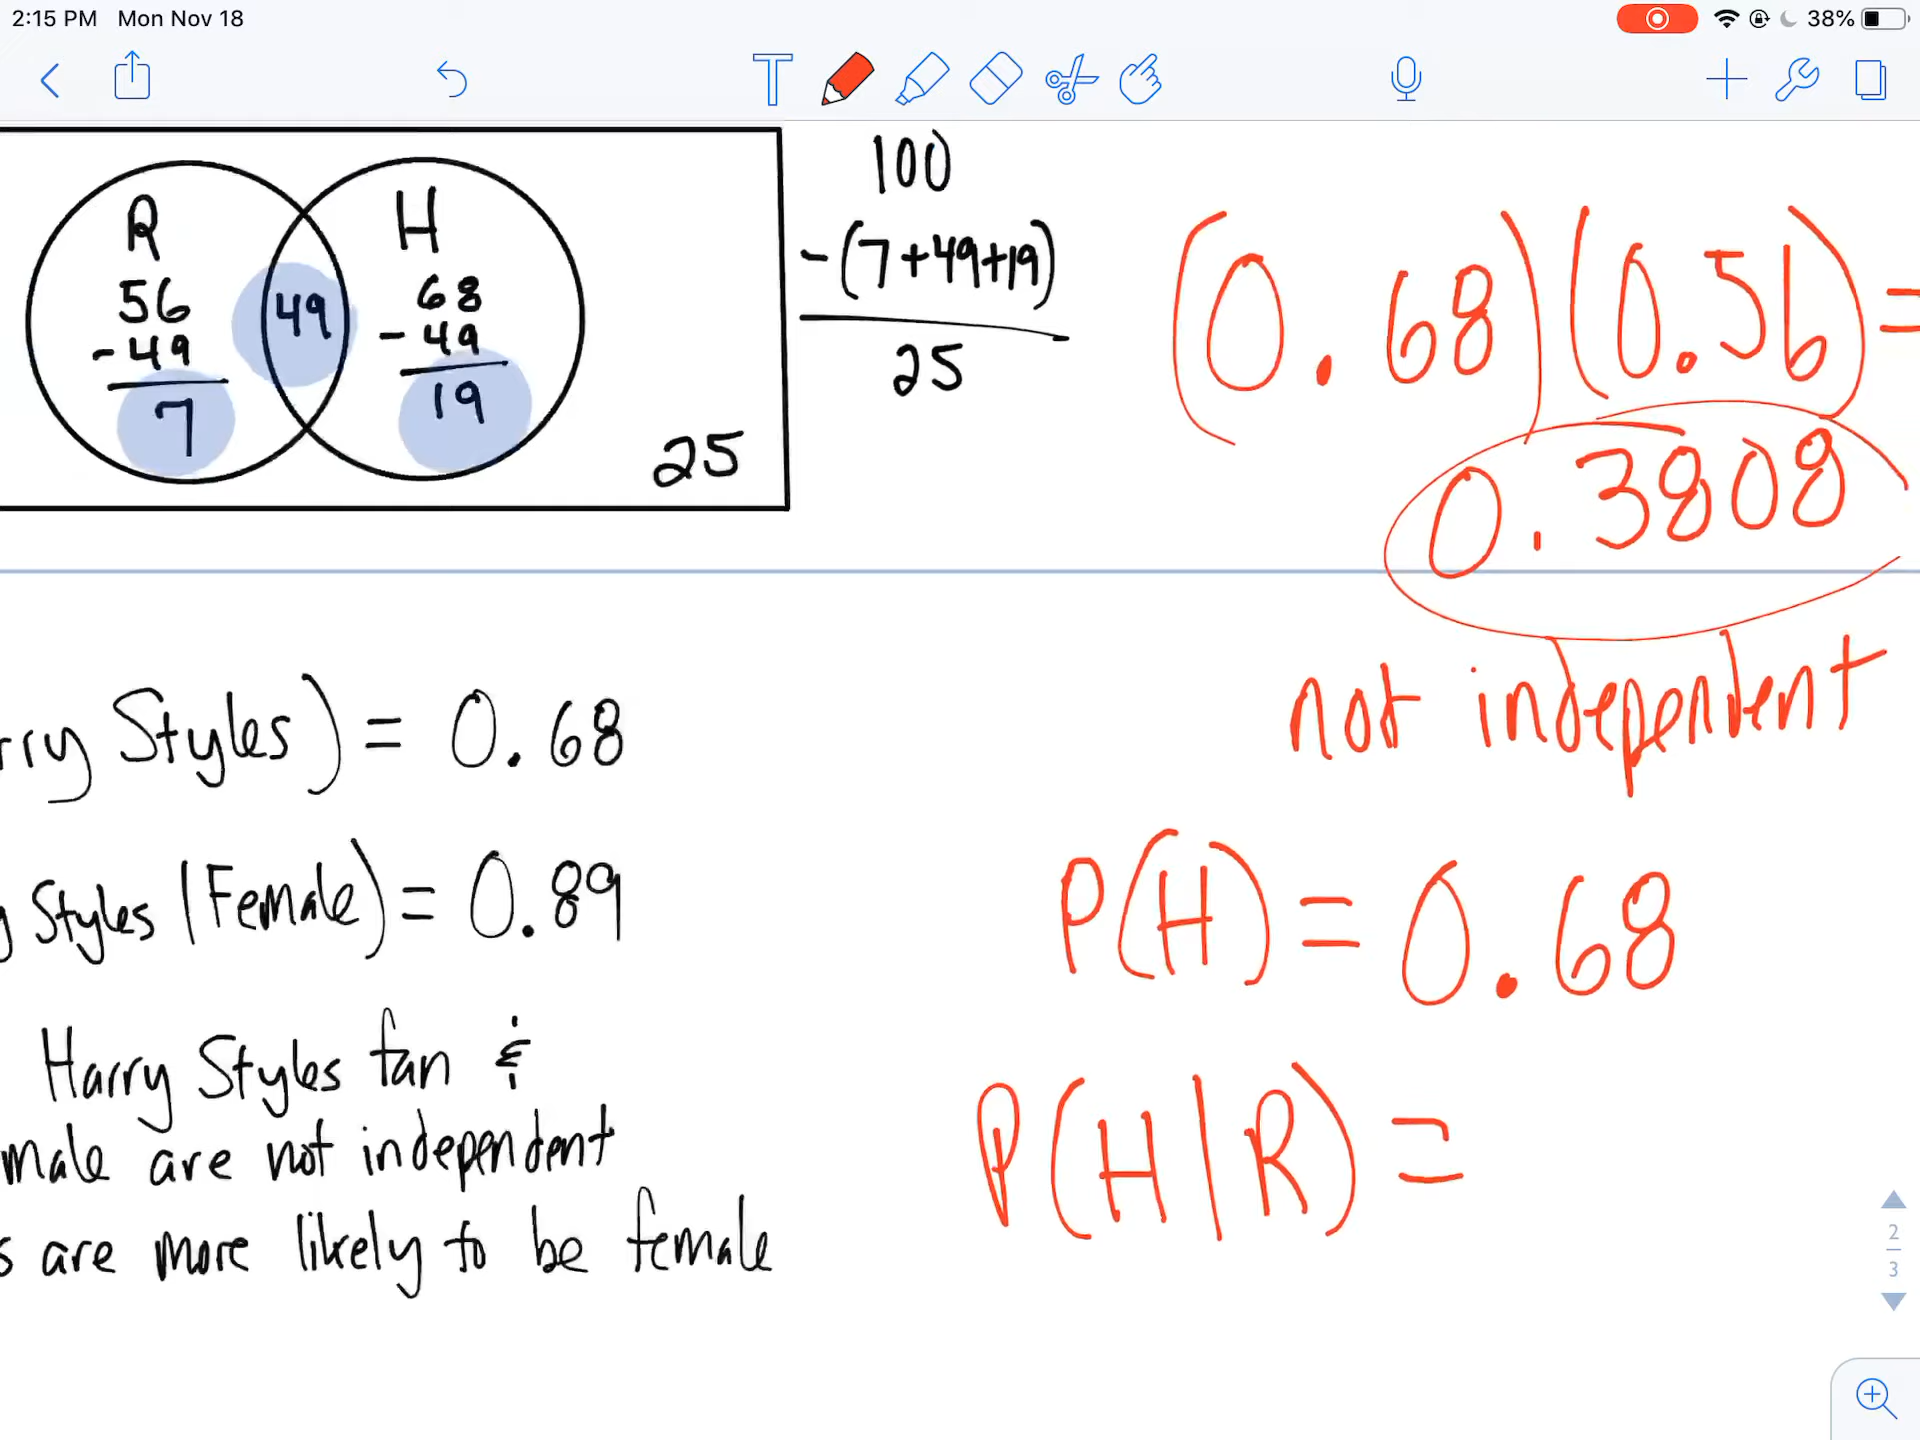 2:15 PM Mon Nov 18
38%
T
R
56
- 49
7
49
H
68
- 49
19
25
100
- (7+49+19)
25
(0.68)(0.56)=
0.3808
not independent
rry Styles) = 0.68
y Styles | Female) = 0.89
Harry Styles fan &
male are not independent
s are more likely to be female
P(H) = 0.68
P(H|R) =
2
3